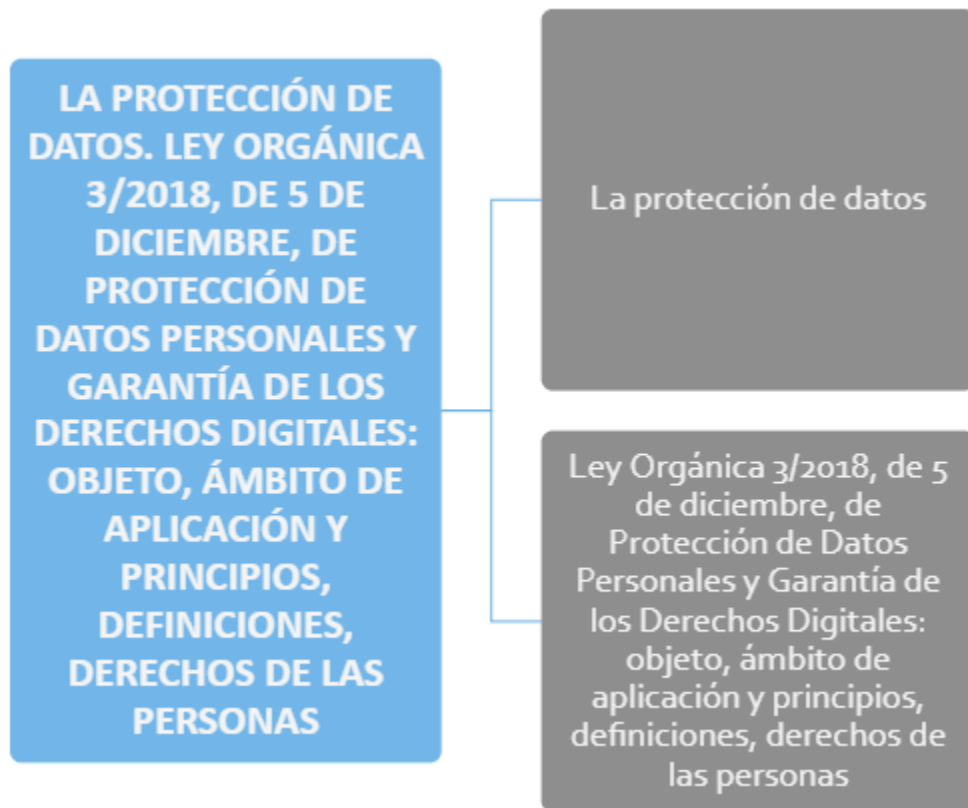 LA PROTECCIÓN DE
DATOS. LEY ORGÁNICA
3/2018, DE 5 DE
DICIEMBRE, DE
PROTECCIÓN DE
DATOS PERSONALES Y
GARANTÍA DE LOS
DERECHOS DIGITALES:
OBJETO, ÁMBITO DE
APLICACIÓN Y
PRINCIPIOS,
DEFINICIONES,
DERECHOS DE LAS
PERSONAS
La protección de datos
Ley Orgánica 3/2018, de 5
de diciembre, de
Protección de Datos
Personales y Garantía de
los Derechos Digitales:
objeto, ámbito de
aplicación y principios,
definiciones, derechos de
las personas